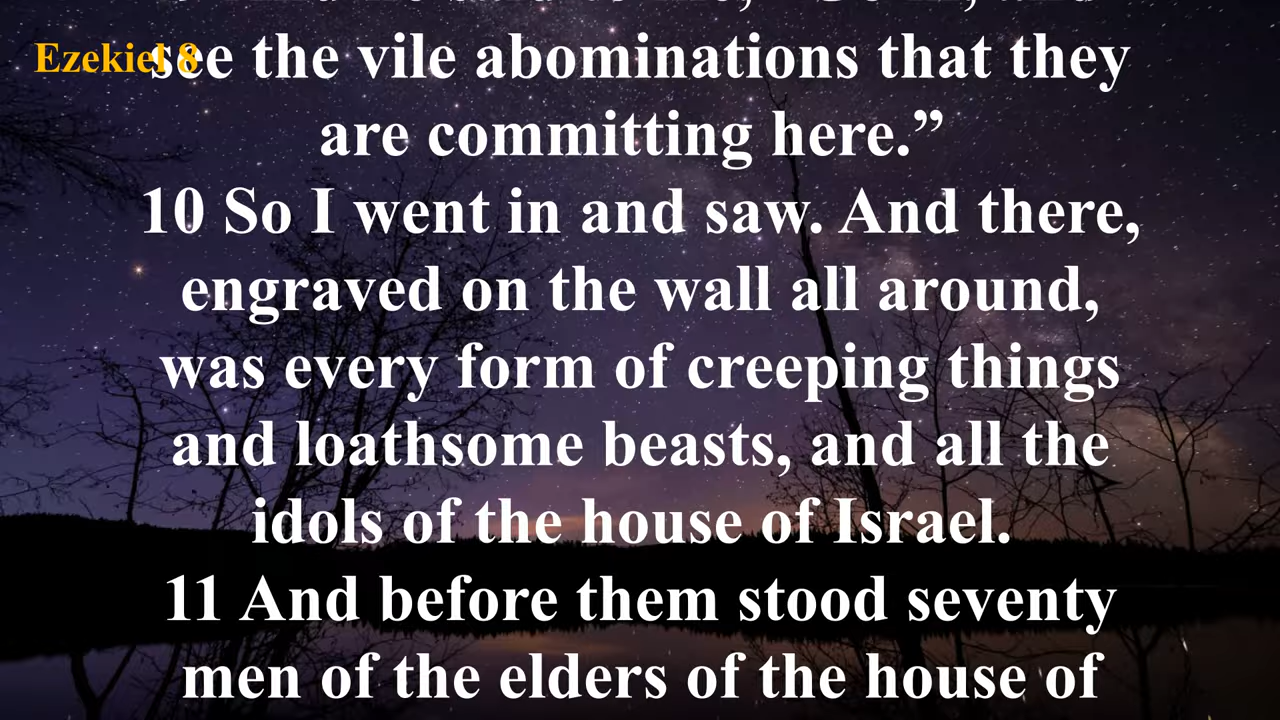 Ezekiel 8
see the vile abominations that they
are committing here.”
10 So I went in and saw. And there,
engraved on the wall all around,
was every form of creeping things
and loathsome beasts, and all the
idols of the house of Israel.
11 And before them stood seventy
men of the elders of the house of